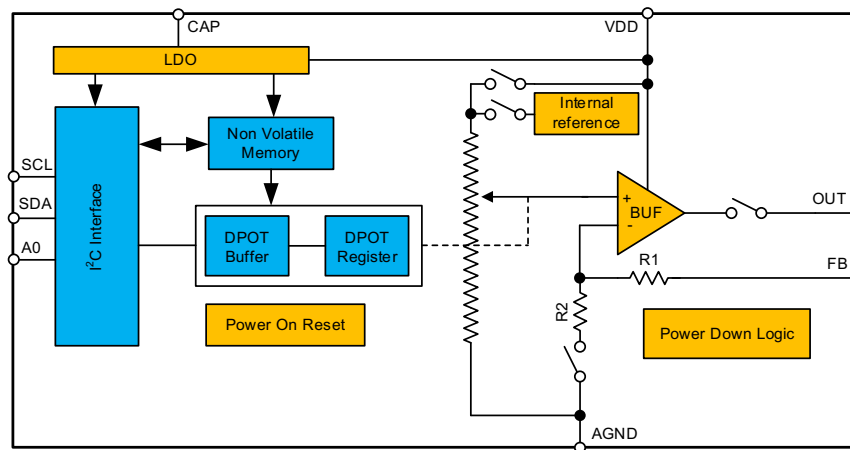 CAP
VDD
LDO
Internal
reference
Non Volatile
Memory
SCL
SDA
A0
I²C Interface
DPOT
Buffer
DPOT
Register
+
BUF
-
OUT
FB
R1
R2
Power On Reset
Power Down Logic
AGND